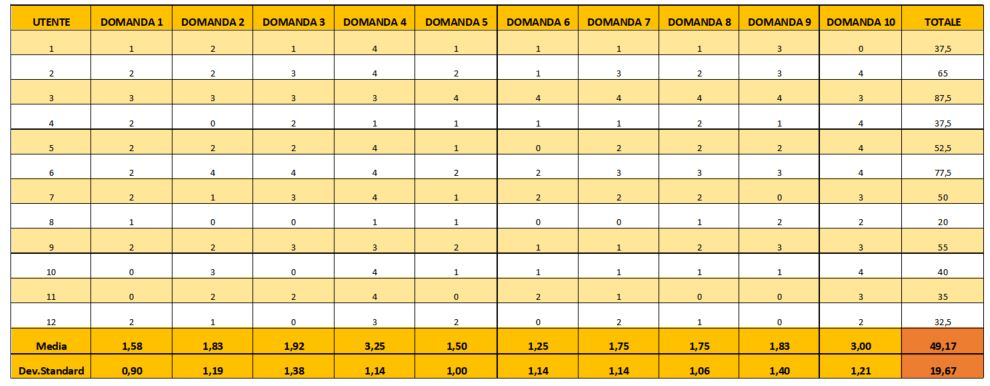 UTENTE DOMANDA 1 DOMANDA 2 DOMANDA 3 DOMANDA 4 DOMANDA 5 DOMANDA 6 DOMANDA 7 DOMANDA 8 DOMANDA 9 DOMANDA 10 TOTALE
1 1 2 1 4 1 1 1 1 3 0 37,5
2 2 2 3 4 2 1 3 2 3 4 65
3 3 3 3 3 4 4 4 4 4 3 87,5
4 2 0 2 1 1 1 1 2 1 4 37,5
5 2 2 2 4 1 0 2 2 2 4 52,5
6 2 4 4 4 2 2 3 3 3 4 77,5
7 2 1 3 4 1 2 2 2 0 3 50
8 1 0 0 1 1 0 0 1 2 2 20
9 2 2 3 3 2 1 1 2 3 3 55
10 0 3 0 4 1 1 1 1 1 4 40
11 0 2 2 4 0 2 1 0 0 3 35
12 2 1 0 3 2 0 2 1 0 2 32,5
Media 1,58 1,83 1,92 3,25 1,50 1,25 1,75 1,75 1,83 3,00 49,17
Dev.Standard 0,90 1,19 1,38 1,14 1,00 1,14 1,14 1,06 1,40 1,21 19,67